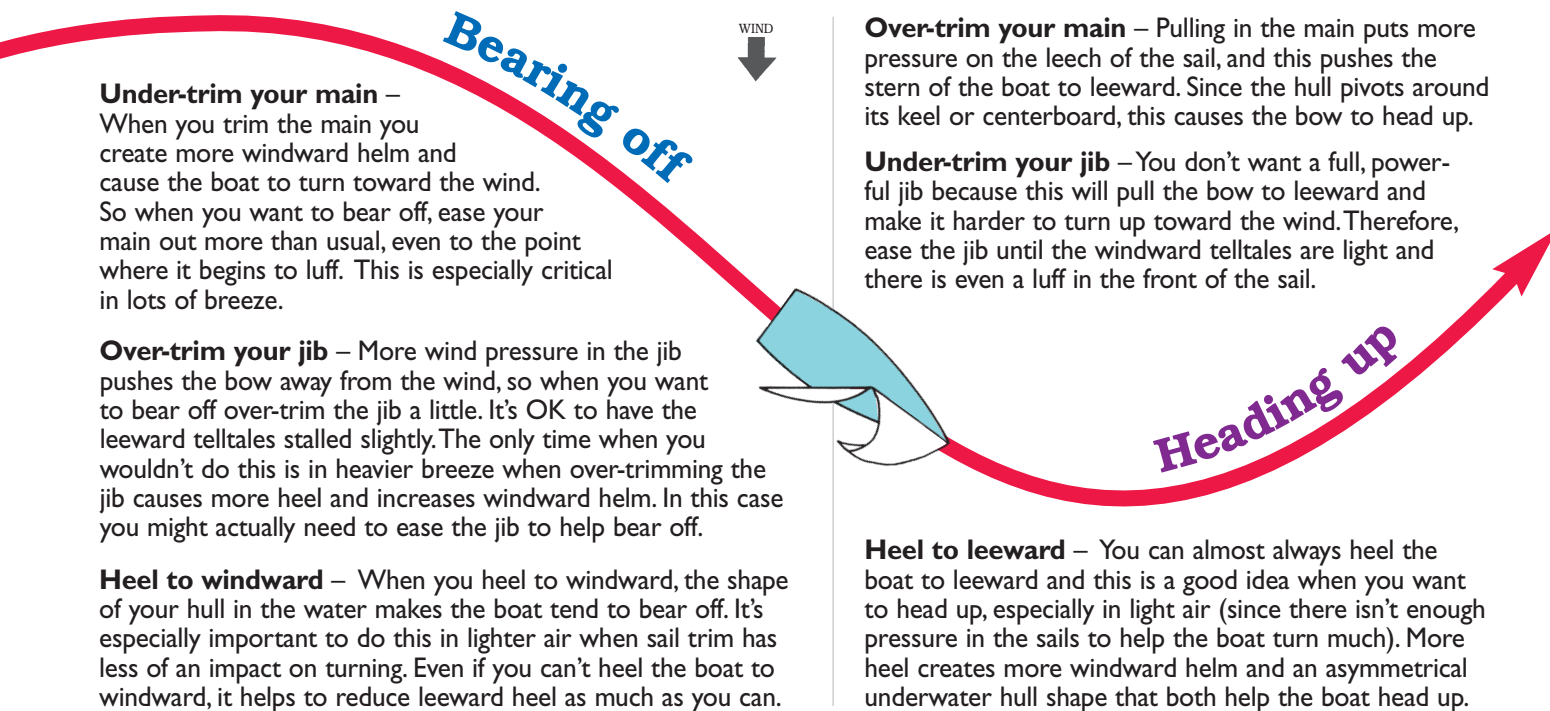 Bearing off
WIND
Under-trim your main –
When you trim the main you
create more windward helm and
cause the boat to turn toward the wind.
So when you want to bear off, ease your
main out more than usual, even to the point
where it begins to luff. This is especially critical
in lots of breeze.
Over-trim your jib – More wind pressure in the jib
pushes the bow away from the wind, so when you want
to bear off over-trim the jib a little. It’s OK to have the
leeward telltales stalled slightly. The only time when you
wouldn’t do this is in heavier breeze when over-trimming the
jib causes more heel and increases windward helm. In this case
you might actually need to ease the jib to help bear off.
Heel to windward – When you heel to windward, the shape
of your hull in the water makes the boat tend to bear off. It’s
especially important to do this in lighter air when sail trim has
less of an impact on turning. Even if you can’t heel the boat to
windward, it helps to reduce leeward heel as much as you can.
Over-trim your main – Pulling in the main puts more
pressure on the leech of the sail, and this pushes the
stern of the boat to leeward. Since the hull pivots around
its keel or centerboard, this causes the bow to head up.
Under-trim your jib – You don’t want a full, power-
ful jib because this will pull the bow to leeward and
make it harder to turn up toward the wind. Therefore,
ease the jib until the windward telltales are light and
there is even a luff in the front of the sail.
Heading up
Heel to leeward – You can almost always heel the
boat to leeward and this is a good idea when you want
to head up, especially in light air (since there isn’t enough
pressure in the sails to help the boat turn much). More
heel creates more windward helm and an asymmetrical
underwater hull shape that both help the boat head up.